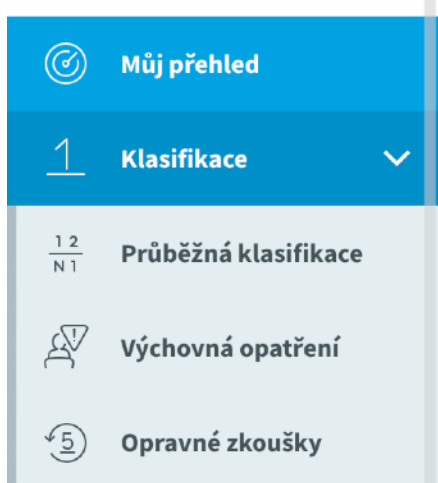 Můj přehled
1 Klasifikace
1 2
N 1
Průběžná klasifikace
Výchovná opatření
5 Opravné zkoušky